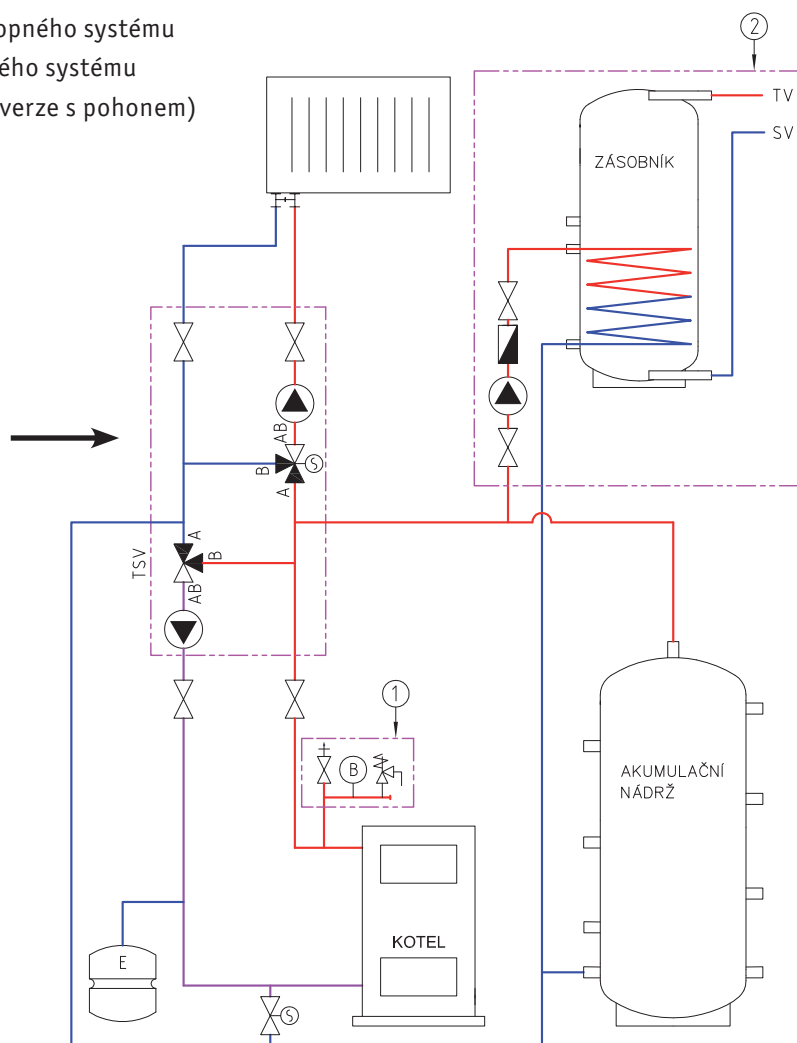 opného systému
ého systému
verze s pohonem)
2
TV
SV
ZÁSOBNÍK
AB
B
S
A
A
B
TSV
AB
1
B
AKUMULAČNÍ
NÁDRŽ
KOTEL
E
S